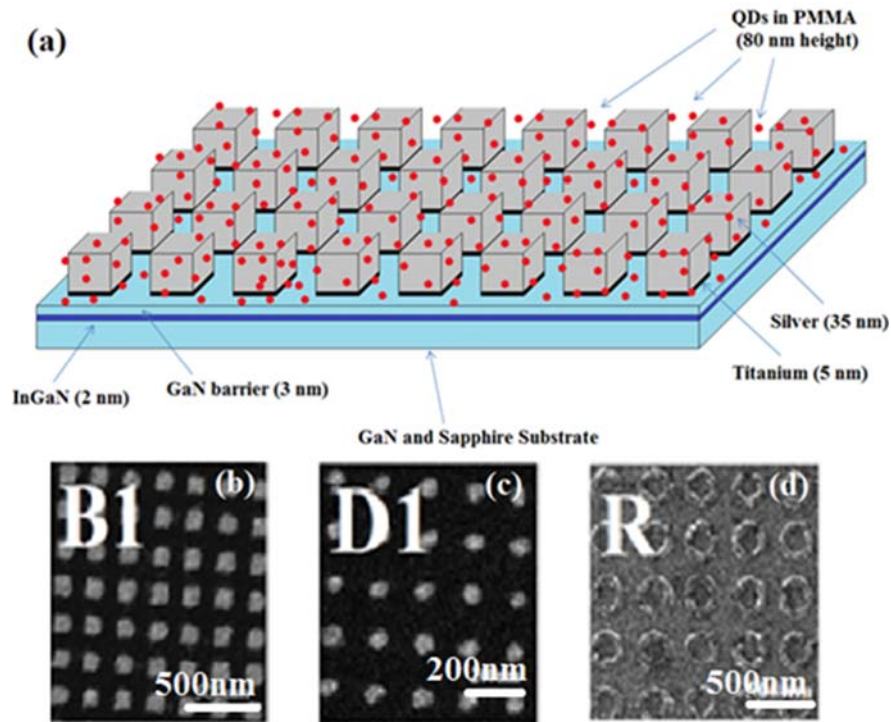 (a)
QDs in PMMA
(80 nm height)
Silver (35 nm)
Titanium (5 nm)
InGaN (2 nm)
GaN barrier (3 nm)
GaN and Sapphire Substrate
B1
(b)
500nm
D1
(c)
200nm
R
(d)
500nm